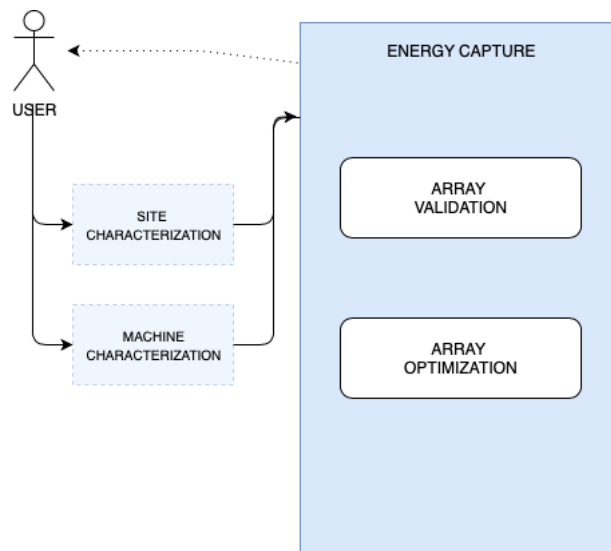 ENERGY CAPTURE
USER
ARRAY
VALIDATION
SITE
CHARACTERIZATION
MACHINE
CHARACTERIZATION
ARRAY
OPTIMIZATION